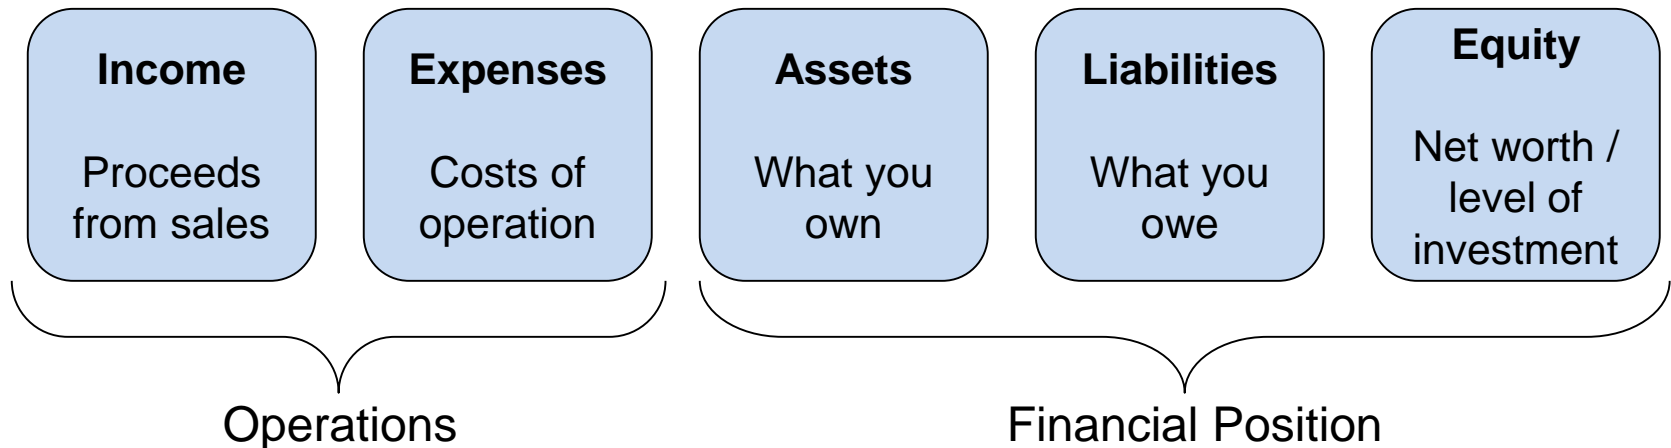 Income
Proceeds
from sales
Expenses
Costs of
operation
Assets
What you
own
Liabilities
What you
owe
Equity
Net worth /
level of
investment
Operations
Financial Position